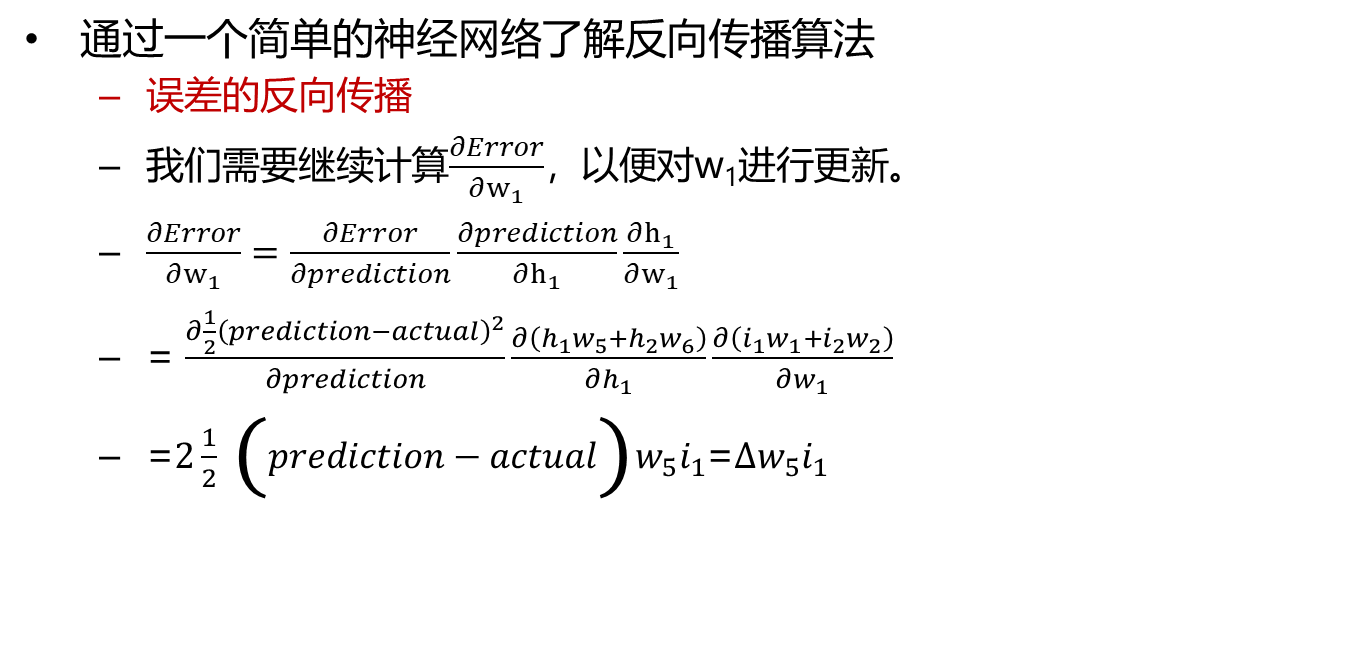 • 通过一个简单的神经网络了解反向传播算法
– 误差的反向传播
– 我们需要继续计算∂Error/∂w₁，以便对w₁进行更新。
– ∂Error/∂w₁ = ∂Error/∂prediction ∂prediction/∂h₁ ∂h₁/∂w₁
– = ∂½(prediction−actual)²/∂prediction ∂(h₁w₅+h₂w₆)/∂h₁ ∂(i₁w₁+i₂w₂)/∂w₁
– =2½(prediction − actual)w₅i₁=Δw₅i₁